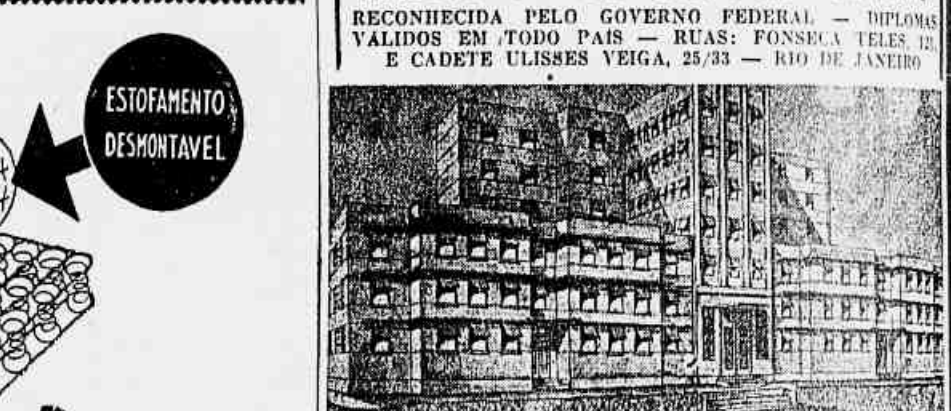 ESTOFAMENTO
DESMONTAVEL
RECONHECIDA PELO GOVERNO FEDERAL — DIPLOMAS
VÁLIDOS EM TODO PAÍS — RUAS: FONSECA TELES,
E CADETE ULISSES VEIGA, 25/33 — RIO DE JANEIRO